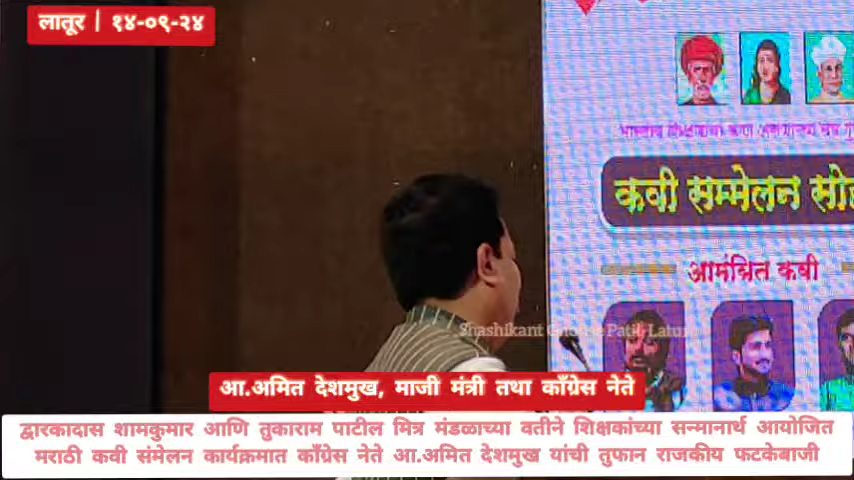 लातूर | १४-०९-२४
कवी सम्मेलन
आमंत्रित कवी
Shashikant Ghonse Patil Latur
आ.अमित देशमुख, माजी मंत्री तथा काँग्रेस नेते
द्वारकादास शामकुमार आणि तुकाराम पाटील मित्र मंडळाच्या वतीने शिक्षकांच्या सन्मानार्थ आयोजित
मराठी कवी संमेलन कार्यक्रमात काँग्रेस नेते आ.अमित देशमुख यांची तुफान राजकीय फटकेबाजी